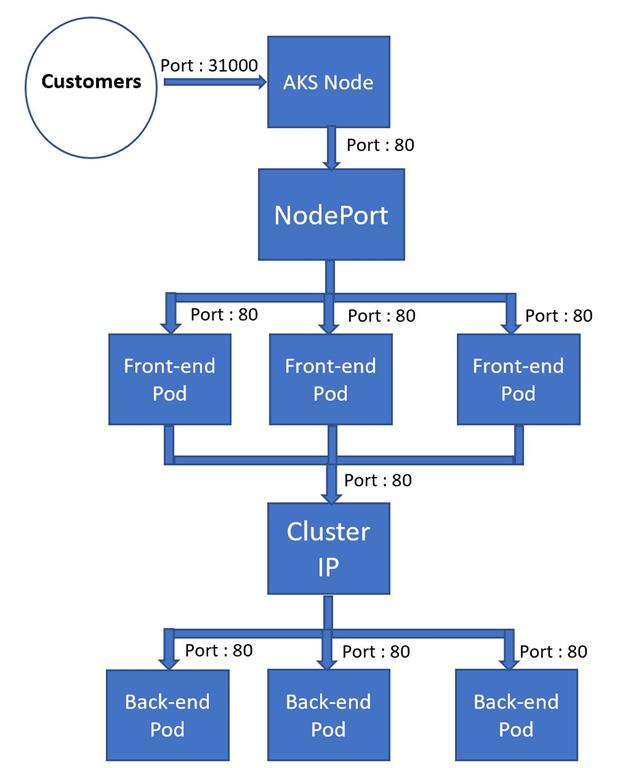 Customers
Port : 31000
AKS Node
Port : 80
NodePort
Port : 80
Port : 80
Port : 80
Front-end
Pod
Front-end
Pod
Front-end
Pod
Port : 80
Cluster
IP
Port : 80
Port : 80
Port : 80
Back-end
Pod
Back-end
Pod
Back-end
Pod